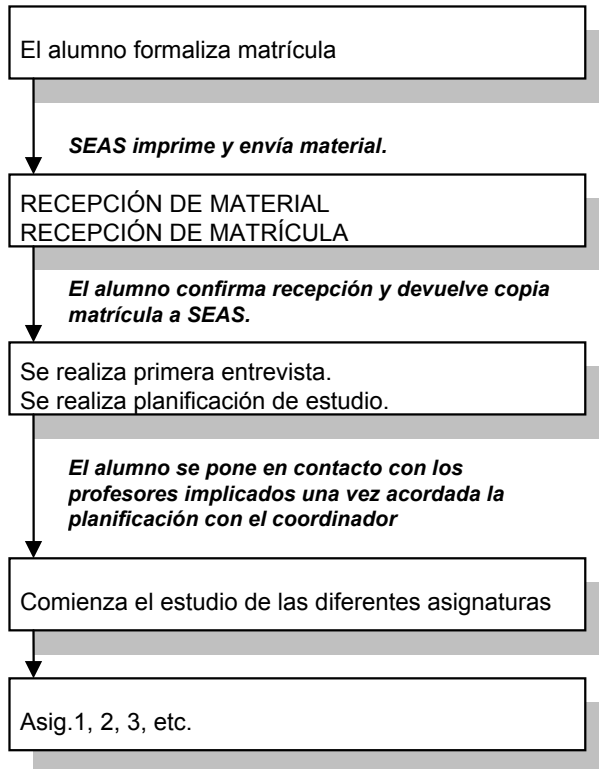 El alumno formaliza matrícula
SEAS imprime y envía material.
RECEPCIÓN DE MATERIAL
RECEPCIÓN DE MATRÍCULA
El alumno confirma recepción y devuelve copia
matrícula a SEAS.
Se realiza primera entrevista.
Se realiza planificación de estudio.
El alumno se pone en contacto con los
profesores implicados una vez acordada la
planificación con el coordinador
Comienza el estudio de las diferentes asignaturas
Asig.1, 2, 3, etc.